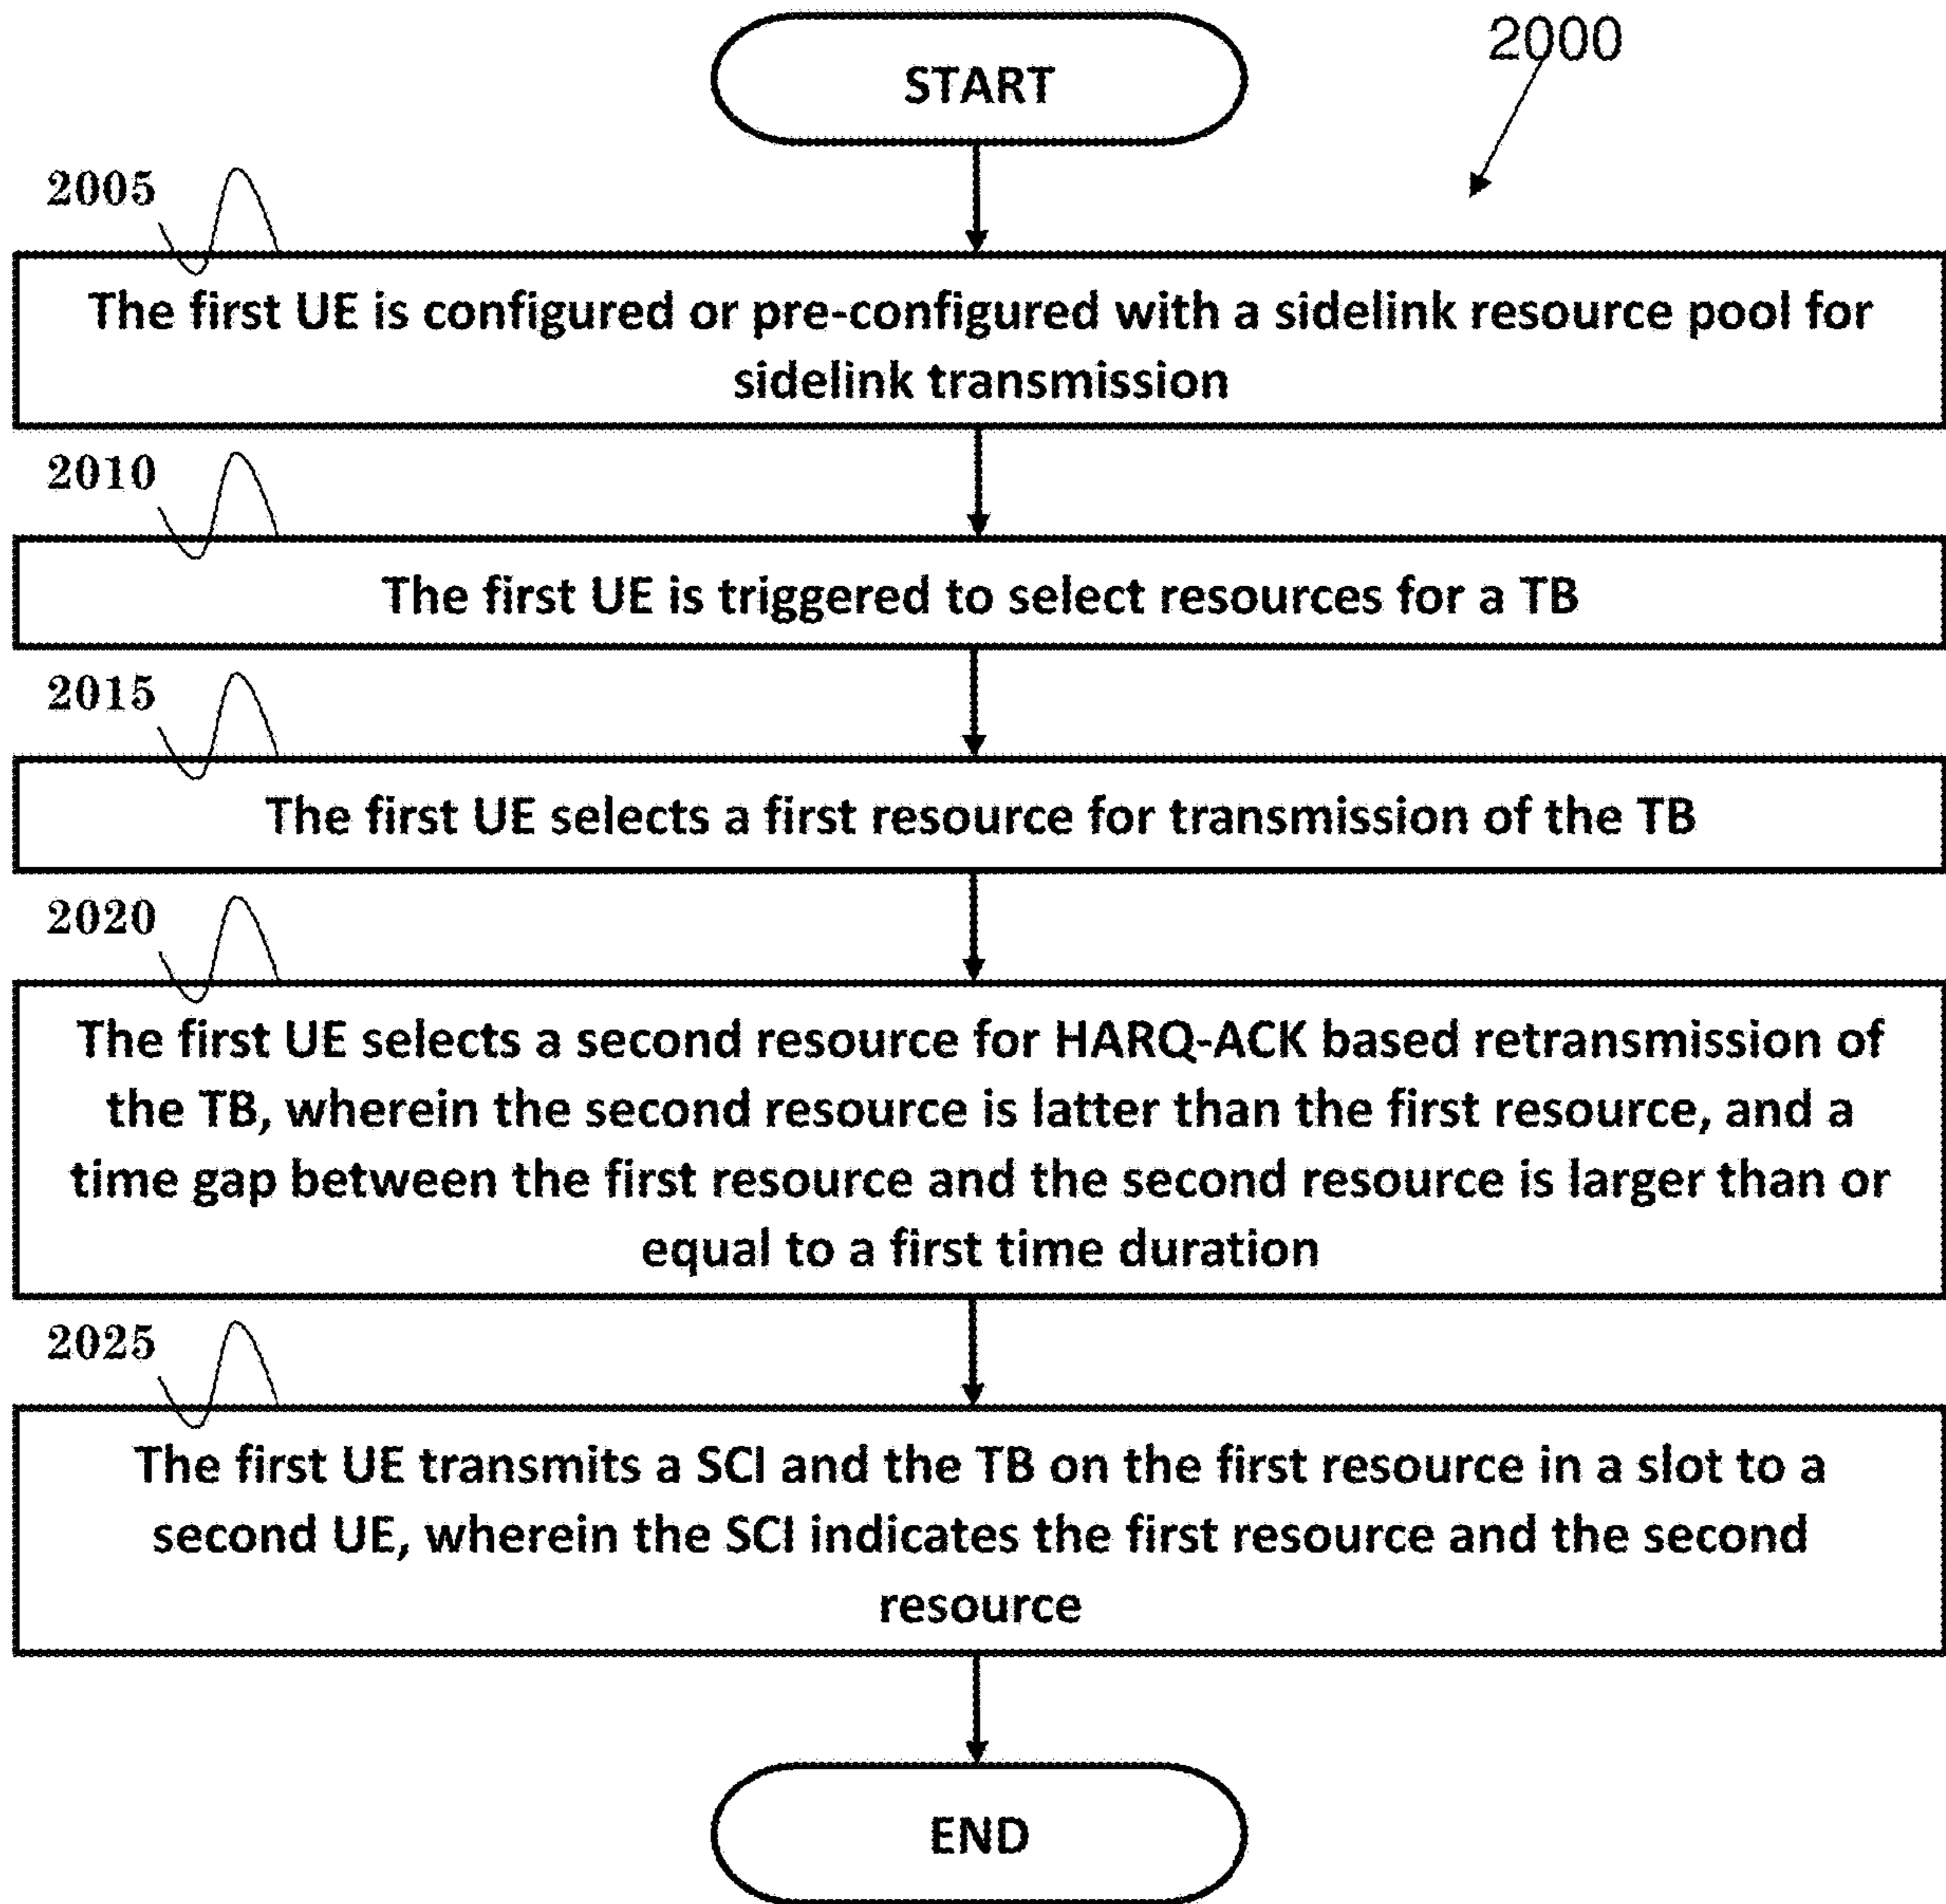 START
2000
2005
The first UE is configured or pre-configured with a sidelink resource pool for
sidelink transmission
2010
The first UE is triggered to select resources for a TB
2015
The first UE selects a first resource for transmission of the TB
2020
The first UE selects a second resource for HARQ-ACK based retransmission of
the TB, wherein the second resource is latter than the first resource, and a
time gap between the first resource and the second resource is larger than or
equal to a first time duration
2025
The first UE transmits a SCI and the TB on the first resource in a slot to a
second UE, wherein the SCI indicates the first resource and the second
resource
END